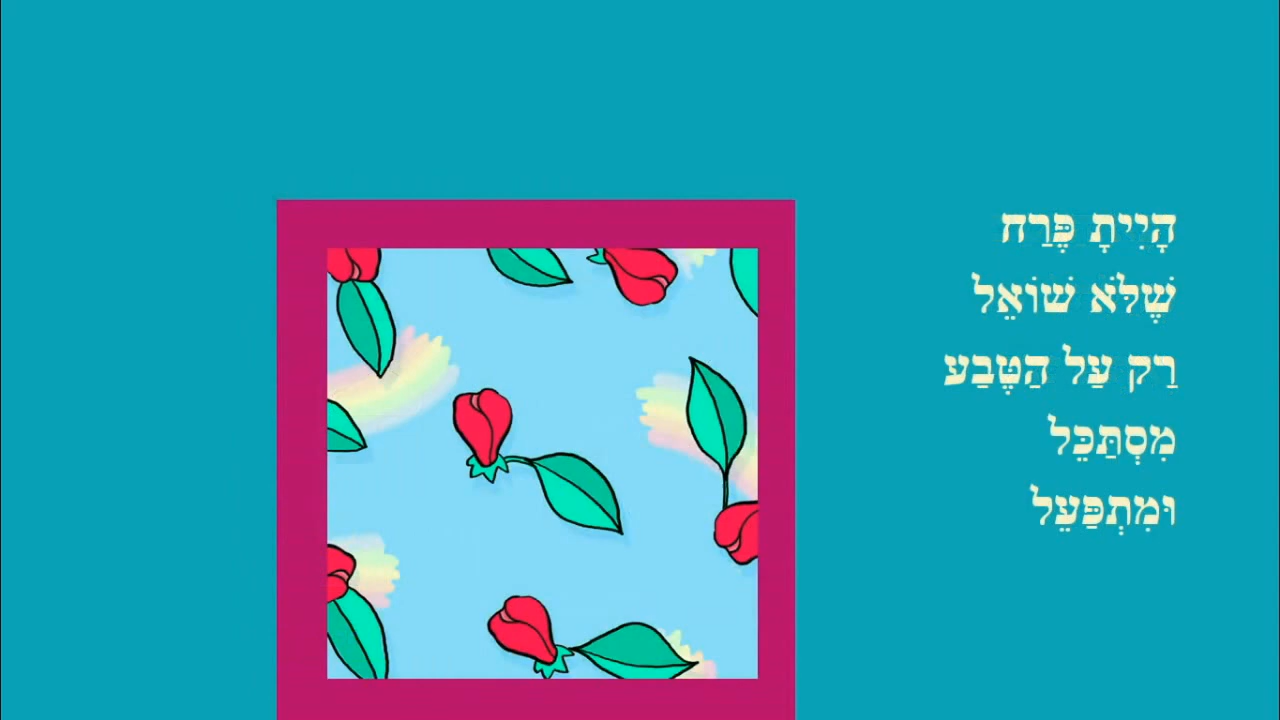 הָיִיתָ פֶּרַח
שֶׁלֹּא שׁוֹאֵל
רַק עַל הַטֶּבַע
מִסְתַּכֵּל
וּמִתְפַּעֵל